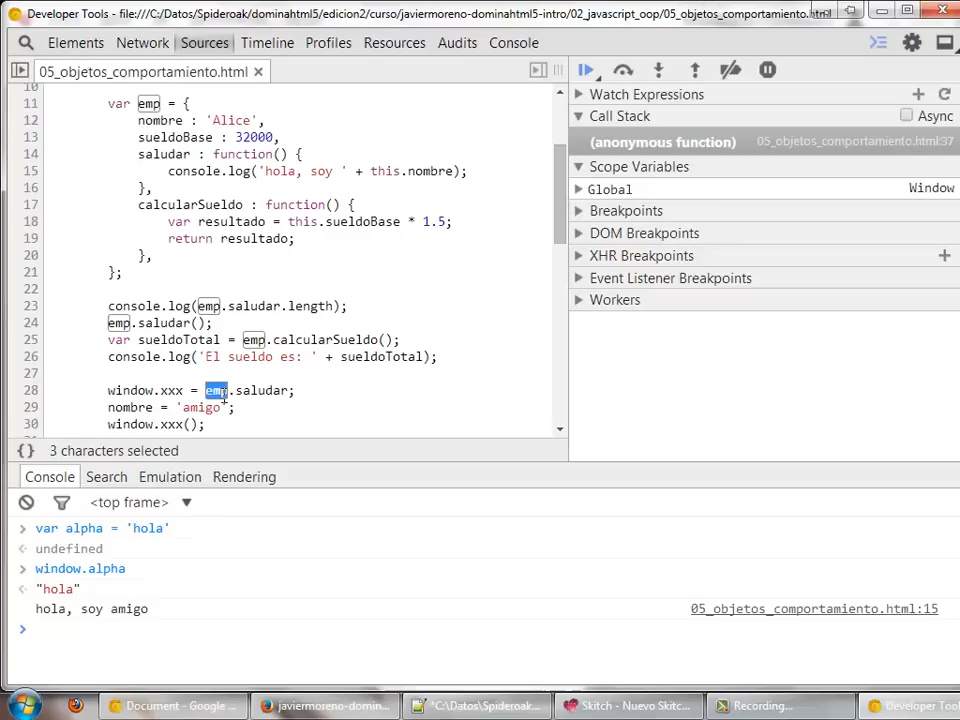 Developer Tools - file:///C:/Datos/Spideroak/dominahtml5/edicion2/curso/javiermoreno-dominahtml5-intro/02_javascript_oop/05_objetos_comportamiento.html
Elements Network Timeline Profiles Resources Audits Console
Sources
05_objetos_comportamiento.html
10
11 var emp = {
12 nombre : 'Alice',
13 sueldoBase : 32000,
14 saludar : function() {
15 console.log('hola, soy ' + this.nombre);
16 },
17 calcularSueldo : function() {
18 var resultado = this.sueldoBase * 1.5;
19 return resultado;
20 },
21 };
22
23 console.log(emp.saludar.length);
24 emp.saludar();
25 var sueldoTotal = emp.calcularSueldo();
26 console.log('El sueldo es: ' + sueldoTotal);
27
28 window.xxx = emp.saludar;
29 nombre = 'amigo';
30 window.xxx();
{} 3 characters selected
Watch Expressions
Call Stack Async
(anonymous function) 05_objetos_comportamiento.html:37
Scope Variables
Global Window
Breakpoints
DOM Breakpoints
XHR Breakpoints
Event Listener Breakpoints
Workers
Console Search Emulation Rendering
<top frame>
var alpha = 'hola'
undefined
window.alpha
"hola"
hola, soy amigo 05_objetos_comportamiento.html:15
Document - Google ... javiermoreno-domin... *C:\Datos\Spideroak... Skitch - Nuevo Skitc... Recording... Developer Tool